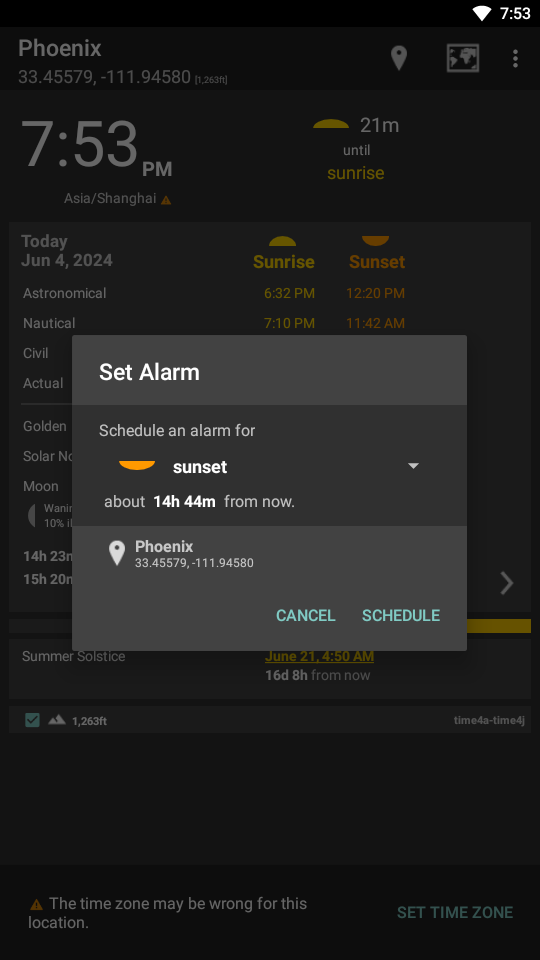 7:53
Phoenix
33.45579, -111.94580 [1,263ft]
7:53 PM
21m
until
sunrise
Asia/Shanghai
Today
Jun 4, 2024
Sunrise Sunset
Astronomical 6:32 PM 12:20 PM
Nautical 7:10 PM 11:42 AM
Civil
Actual
Set Alarm
Schedule an alarm for
sunset
about 14h 44m from now.
Phoenix
33.45579, -111.94580
CANCEL SCHEDULE
Golden
Solar No
Moon
Wanin
10% il
14h 23m
15h 20m
Summer Solstice June 21, 4:50 AM
16d 8h from now
1,263ft time4a-time4j
The time zone may be wrong for this
location.
SET TIME ZONE